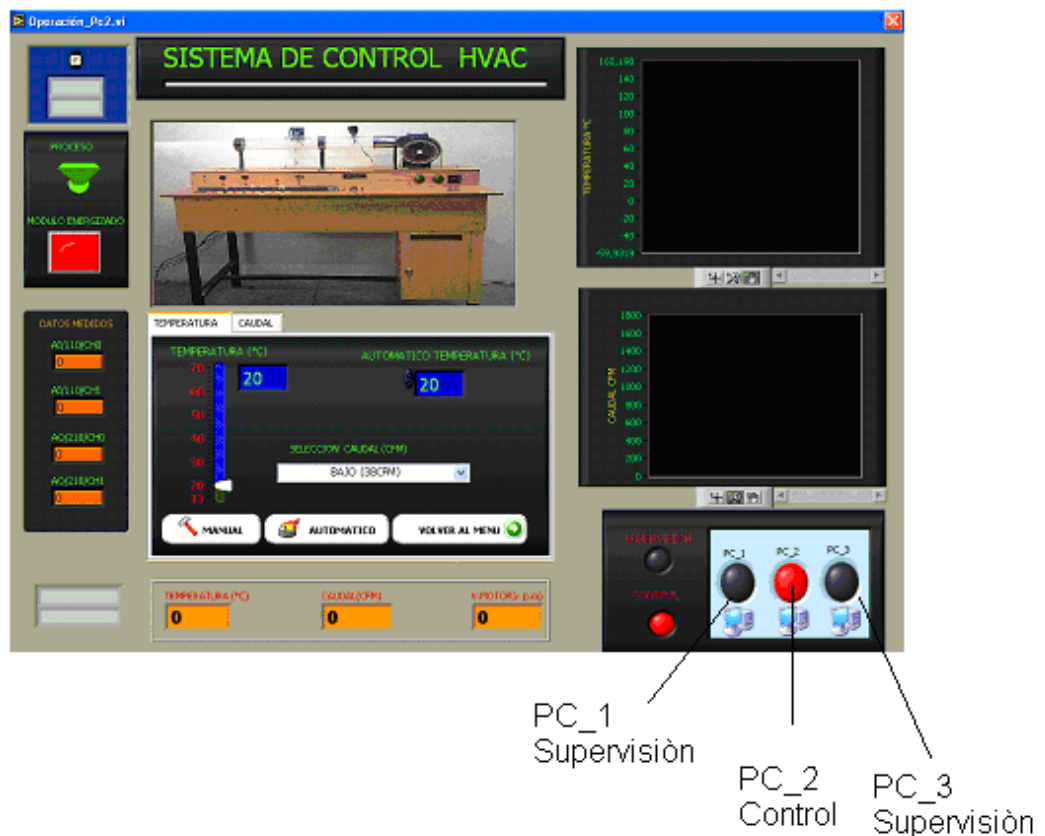 Operación_Pc2.vi
SISTEMA DE CONTROL HVAC
PROCESO
MODULO ENERGIZADO
DATOS MEDIDOS
AI/110/CH0
0
AI/110/CH1
0
AO/210/CH0
0
AO/210/CH1
0
TEMPERATURA
CAUDAL
TEMPERATURA (°C)
70
60
50
40
30
20
15
20
AUTOMATICO TEMPERATURA (°C)
20
SELECCION CAUDAL (CFM)
BAJO (38CFM)
MANUAL
AUTOMATICO
VOLVER AL MENU
TEMPERATURA (°C)
0
CAUDAL(CFM)
0
V.MOTOR(r.p.m)
0
TEMPERATURA °C
160,198
140
120
100
80
60
40
20
0
-20
-40
-59,9819
CAUDAL CFM
1800
1600
1400
1200
1000
800
600
400
200
0
SUPERVISION
CONTROL
PC_1
PC_2
PC_3
PC_1
Supervisiòn
PC_2
Control
PC_3
Supervisiòn